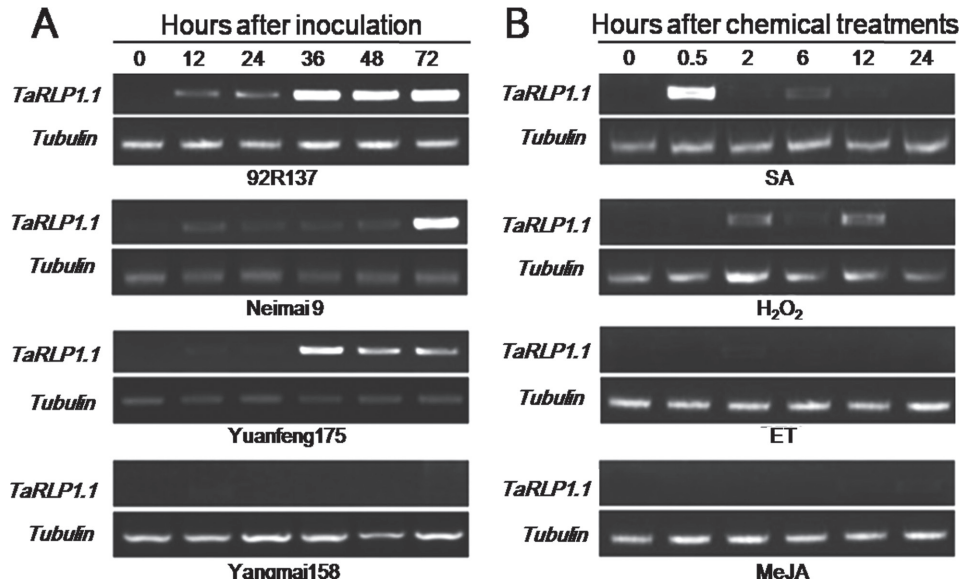 A
Hours after inoculation
0 12 24 36 48 72
TaRLP1.1
Tubulin
92R137
TaRLP1.1
Tubulin
Neimai 9
TaRLP1.1
Tubulin
Yuanfeng175
TaRLP1.1
Tubulin
Yangmai158
B
Hours after chemical treatments
0 0.5 2 6 12 24
TaRLP1.1
Tubulin
SA
TaRLP1.1
Tubulin
H₂O₂
TaRLP1.1
Tubulin
ET
TaRLP1.1
Tubulin
MeJA